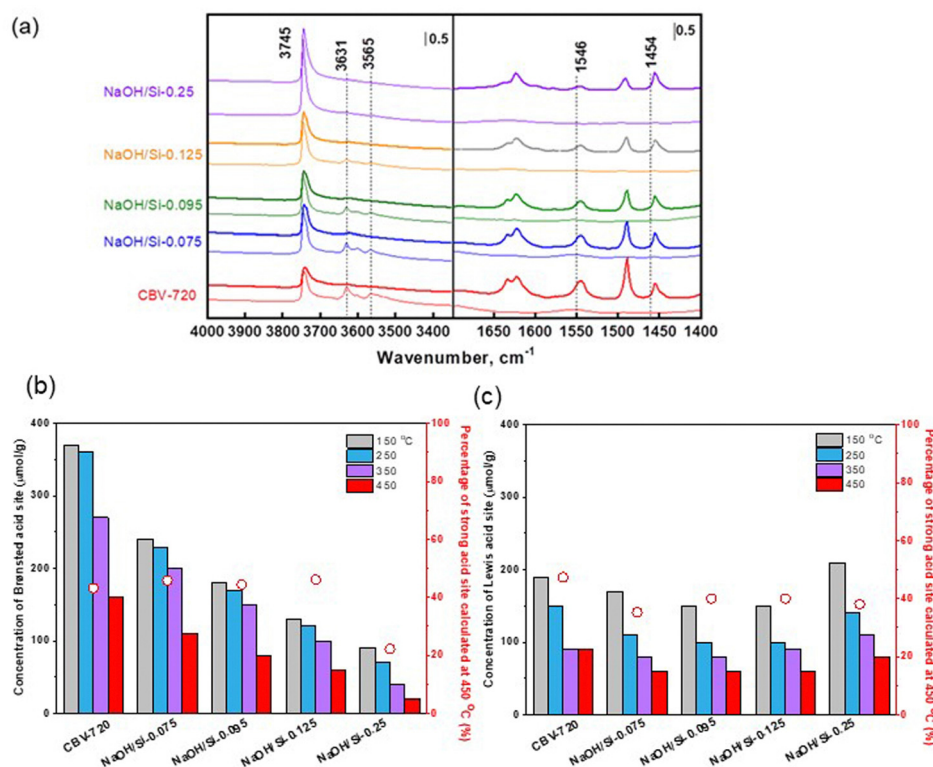 (a)
3745
3631
3565
0.5
1546
1454
0.5
NaOH/Si-0.25
NaOH/Si-0.125
NaOH/Si-0.095
NaOH/Si-0.075
CBV-720
4000 3900 3800 3700 3600 3500 3400
1650 1600 1550 1500 1450 1400
Wavenumber, cm-1
(b)
Concentration of Brønsted acid site (μmol/g)
400
300
200
100
0
150 °C
250
350
450
100
80
60
40
20
0
Percentage of strong acid site calculated at 450 °C (%)
CBV-720
NaOH/Si-0.075
NaOH/Si-0.095
NaOH/Si-0.125
NaOH/Si-0.25
(c)
Concentration of Lewis acid site (μmol/g)
400
300
200
100
0
150 °C
250
350
450
100
80
60
40
20
0
Percentage of strong acid site calculated at 450 °C (%)
CBV-720
NaOH/Si-0.075
NaOH/Si-0.095
NaOH/Si-0.125
NaOH/Si-0.25